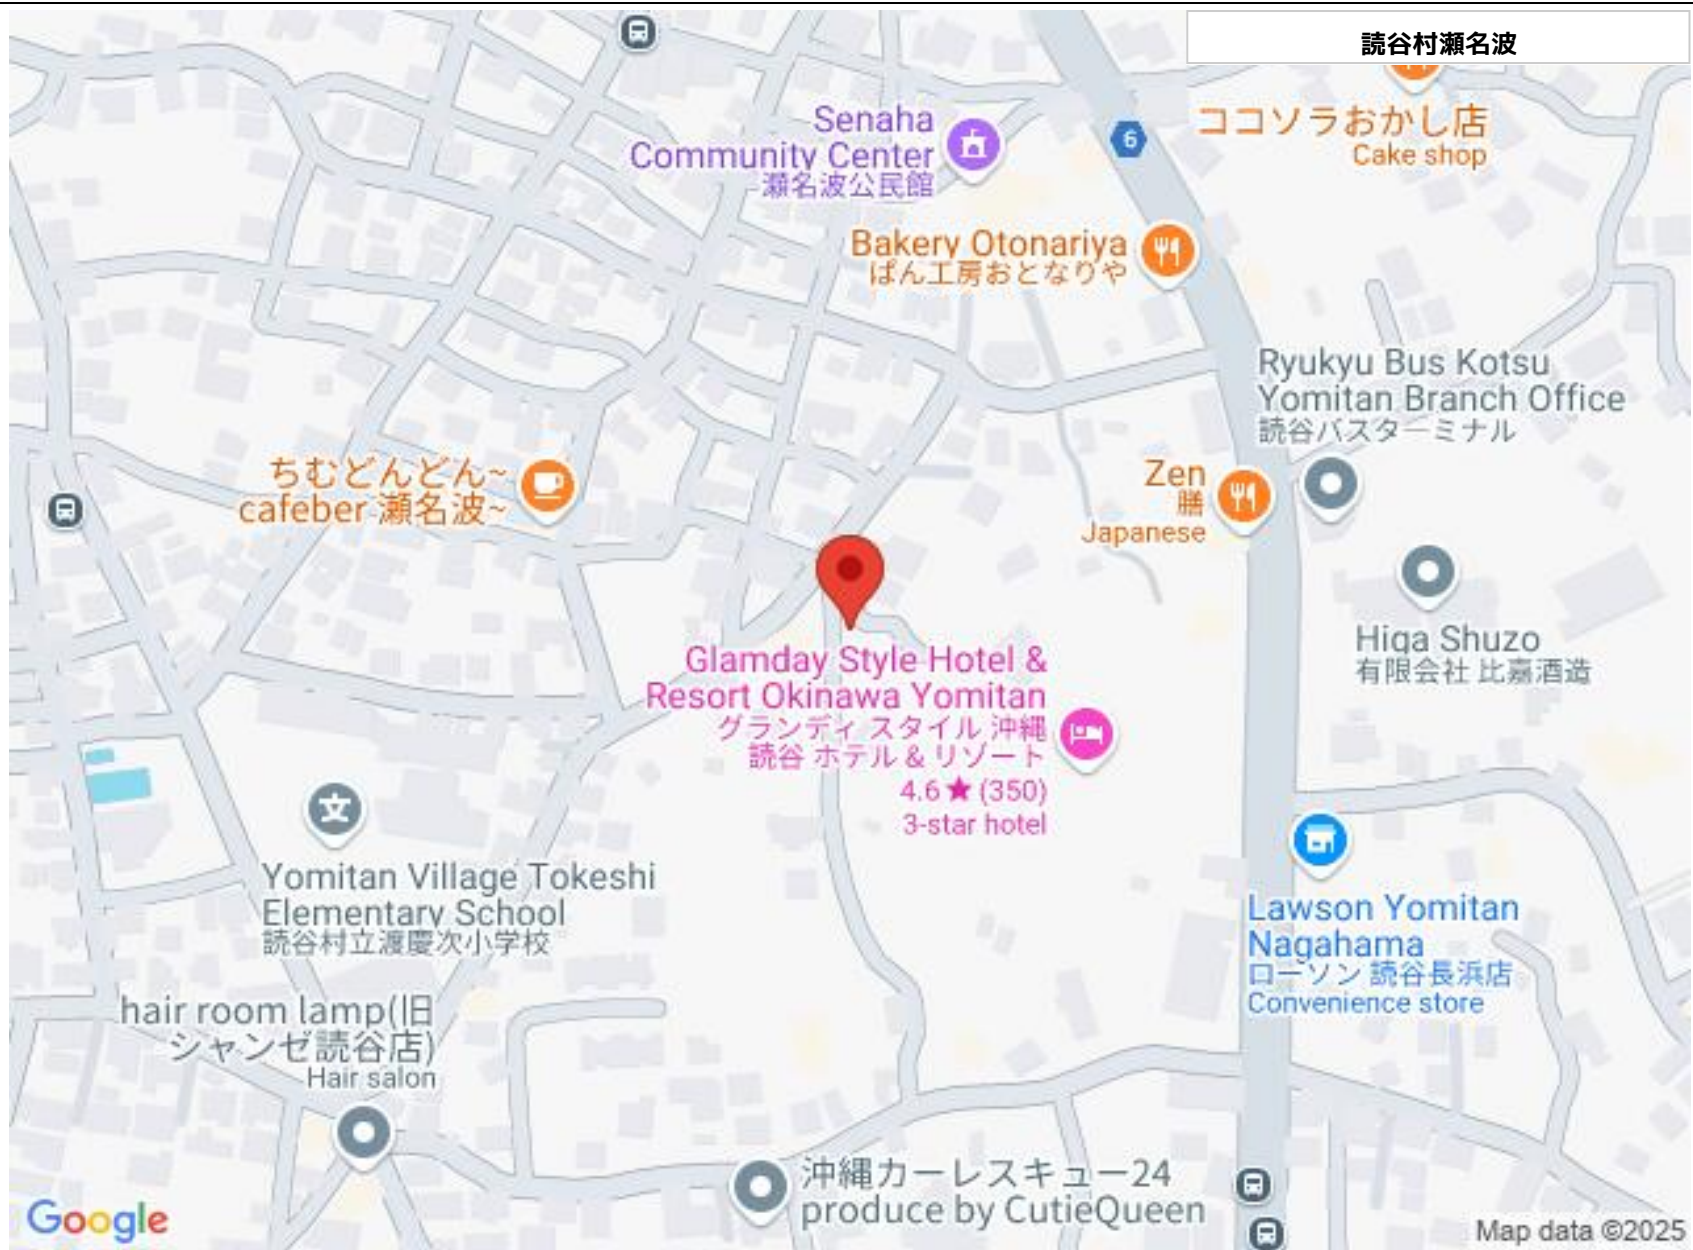 読谷村瀬名波
Senaha
Community Center
瀬名波公民館
6
ココソラおかし店
Cake shop
Bakery Otonariya
ぱん工房おとなりや
Ryukyu Bus Kotsu
Yomitan Branch Office
読谷バスターミナル
ちむどんどん~
cafeber 瀬名波~
Zen
膳
Japanese
Higa Shuzo
有限会社 比嘉酒造
Glamday Style Hotel &
Resort Okinawa Yomitan
グランディ スタイル 沖縄
読谷 ホテル & リゾート
4.6★ (350)
3-star hotel
文
Yomitan Village Tokeshi
Elementary School
読谷村立渡慶次小学校
Lawson Yomitan
Nagahama
ローソン 読谷長浜店
Convenience store
hair room lamp(旧
シャンゼ読谷店)
Hair salon
沖縄カーレスキュー24
produce by CutieQueen
Google
Map data ©2025